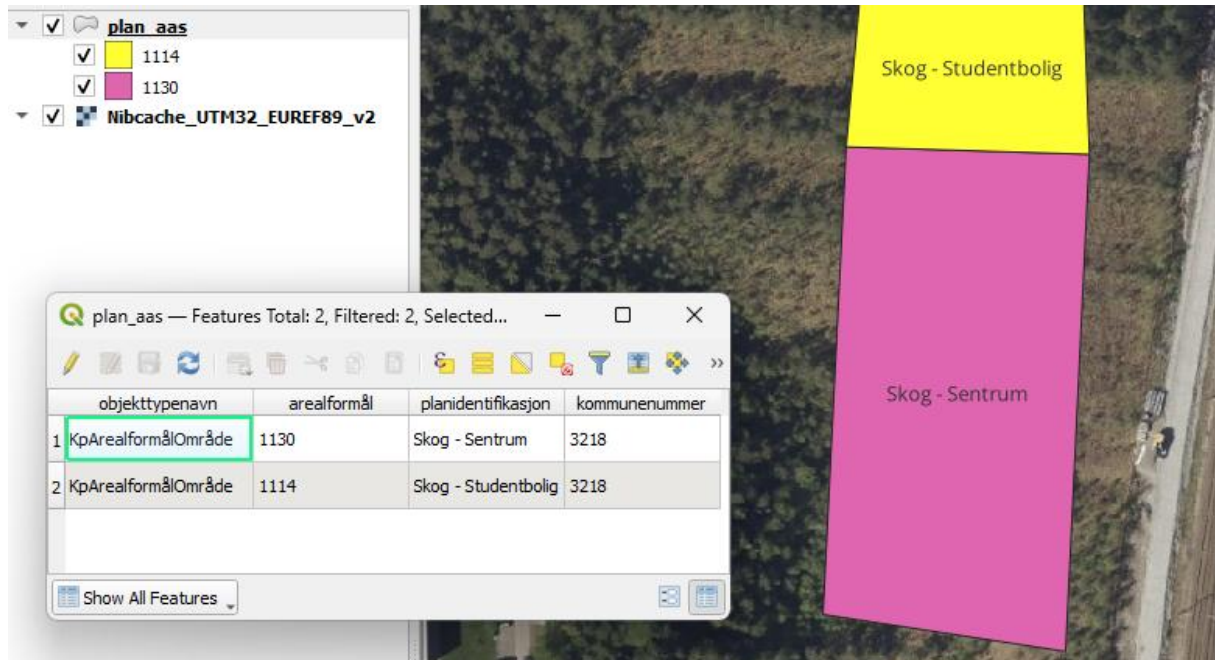 plan_aas
1114
1130
Nibcache_UTM32_EUREF89_v2
Skog - Studentbolig
Skog - Sentrum
plan_aas — Features Total: 2, Filtered: 2, Selected...
»
objekttypenavn arealformål planidentifikasjon kommunenummer
1 KpArealformålOmråde 1130 Skog - Sentrum 3218
2 KpArealformålOmråde 1114 Skog - Studentbolig 3218
Show All Features